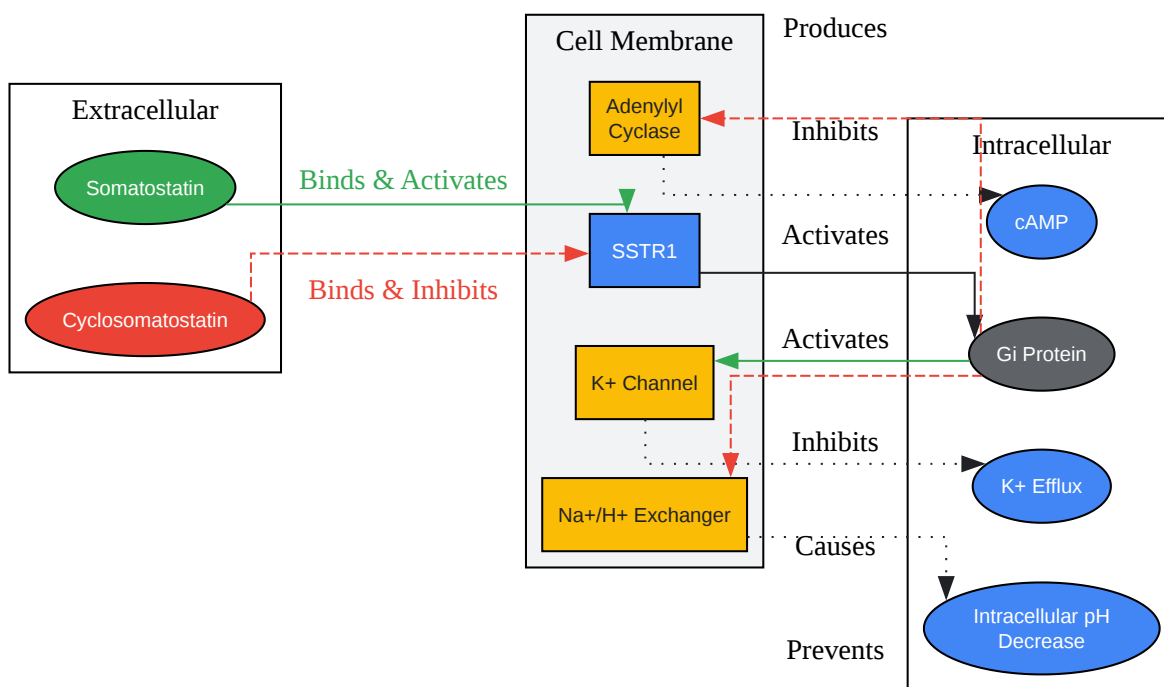 Produces
Cell Membrane
Extracellular
Adenylyl
Cyclase
Inhibits
Intracellular
Somatostatin
Binds & Activates
cAMP
SSTR1
Activates
Binds & Inhibits
Cyclosomatostatin
Activates
Gi Protein
K+ Channel
Inhibits
K+ Efflux
Na+/H+ Exchanger
Causes
Intracellular pH
Decrease
Prevents